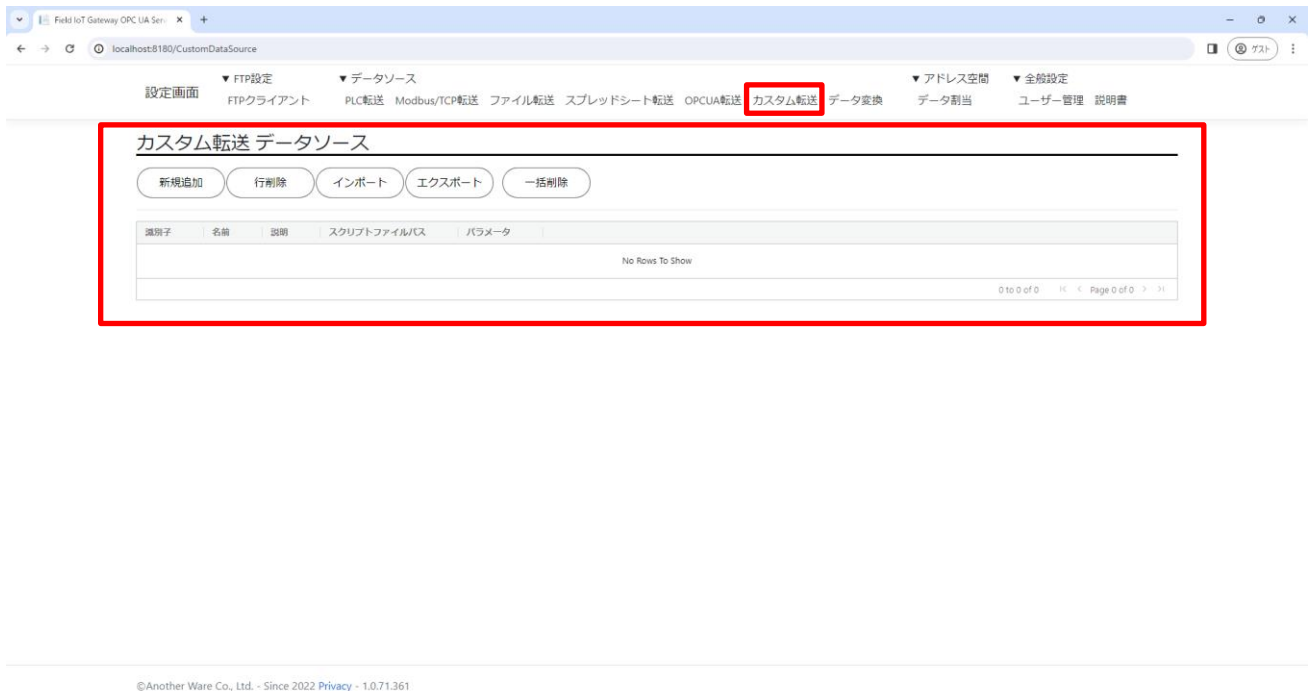 Field IoT Gateway OPC UA Ser
localhost:8180/CustomDataSource
ゲスト
設定画面
▼ FTP設定
FTPクライアント
▼ データソース
PLC転送 Modbus/TCP転送 ファイル転送 スプレッドシート転送 OPCUA転送 カスタム転送 データ変換
▼ アドレス空間
データ割当
▼ 全般設定
ユーザー管理 説明書
カスタム転送 データソース
新規追加 行削除 インポート エクスポート 一括削除
識別子 名前 説明 スクリプトファイルパス パラメータ
No Rows To Show
0 to 0 of 0 Page 0 of 0
©Another Ware Co., Ltd. - Since 2022 Privacy - 1.0.71.361